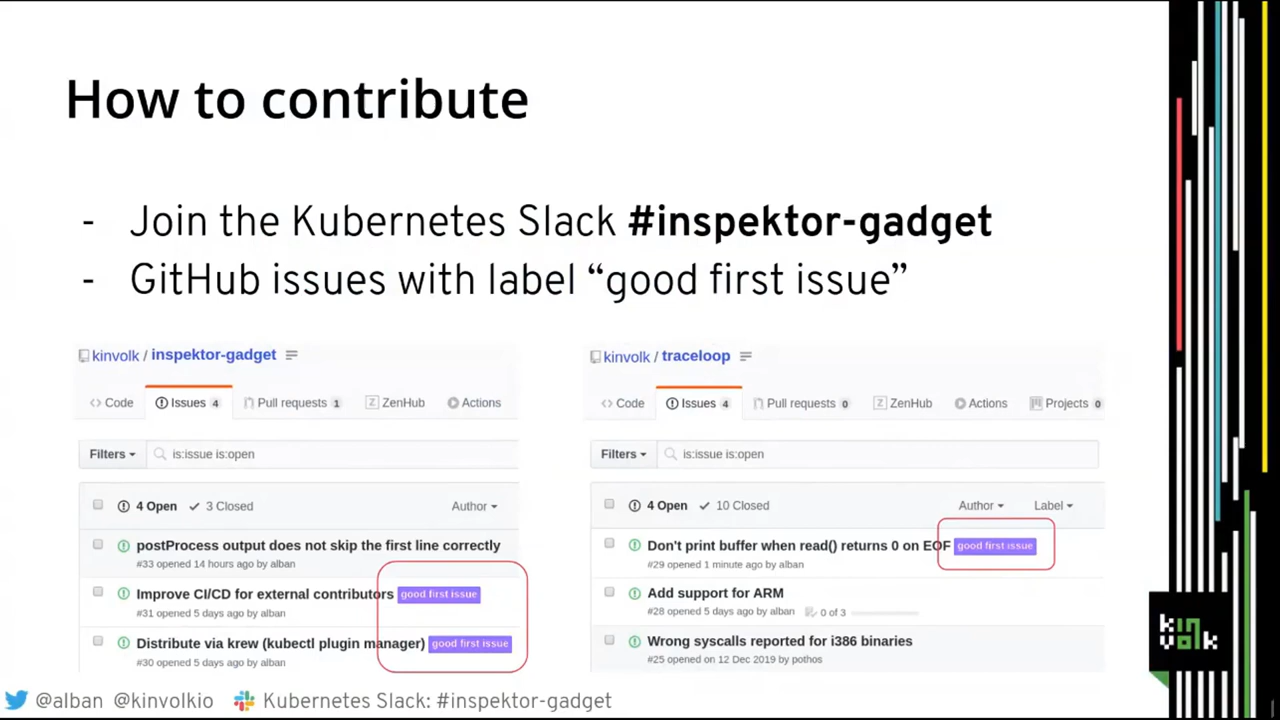 How to contribute
- Join the Kubernetes Slack #inspektor-gadget
- GitHub issues with label “good first issue”
kinvolk / inspektor-gadget
Code Issues 4 Pull requests 1 ZenHub Actions
Filters is:issue is:open
4 Open 3 Closed Author
postProcess output does not skip the first line correctly
#33 opened 14 hours ago by alban
Improve CI/CD for external contributors good first issue
#31 opened 5 days ago by alban
Distribute via krew (kubectl plugin manager) good first issue
#30 opened 5 days ago by alban
kinvolk / traceloop
Code Issues 4 Pull requests 0 ZenHub Actions Projects 0
Filters is:issue is:open
4 Open 10 Closed Author Label
Don't print buffer when read() returns 0 on EOF good first issue
#29 opened 1 minute ago by alban
Add support for ARM
#28 opened 5 days ago by alban 0 of 3
Wrong syscalls reported for i386 binaries
#25 opened on 12 Dec 2019 by pothos
kin
volk
@alban @kinvolkio Kubernetes Slack: #inspektor-gadget